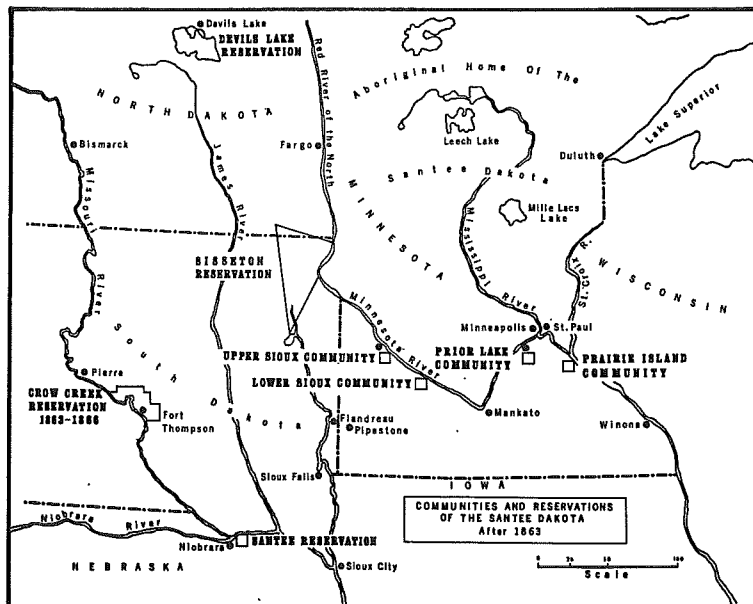 Devils Lake
DEVILS LAKE
RESERVATION
Red River of the North
Aboriginal Home Of The
NORTH DAKOTA
Leech Lake
Lake Superior
Bismarck
James River
Fargo
Duluth
Santee Dakota
Missouri River
MINNESOTA
Mille Lacs
Lake
Mississippi River
St. Croix R.
WISCONSIN
SISSETON
RESERVATION
Minnesota River
Minneapolis
St. Paul
South Dakota
UPPER SIOUX COMMUNITY
PRIOR LAKE
COMMUNITY
PRAIRIE ISLAND
COMMUNITY
Pierre
LOWER SIOUX COMMUNITY
CROW CREEK
RESERVATION
1863-1866
Fort
Thompson
Mankato
Flandreau
Pipestone
Winona
Sioux Falls
IOWA
COMMUNITIES AND RESERVATIONS
OF THE SANTEE DAKOTA
After 1863
Niobrara River
Niobrara
SANTEE RESERVATION
NEBRASKA
Sioux City
0
100
Scale